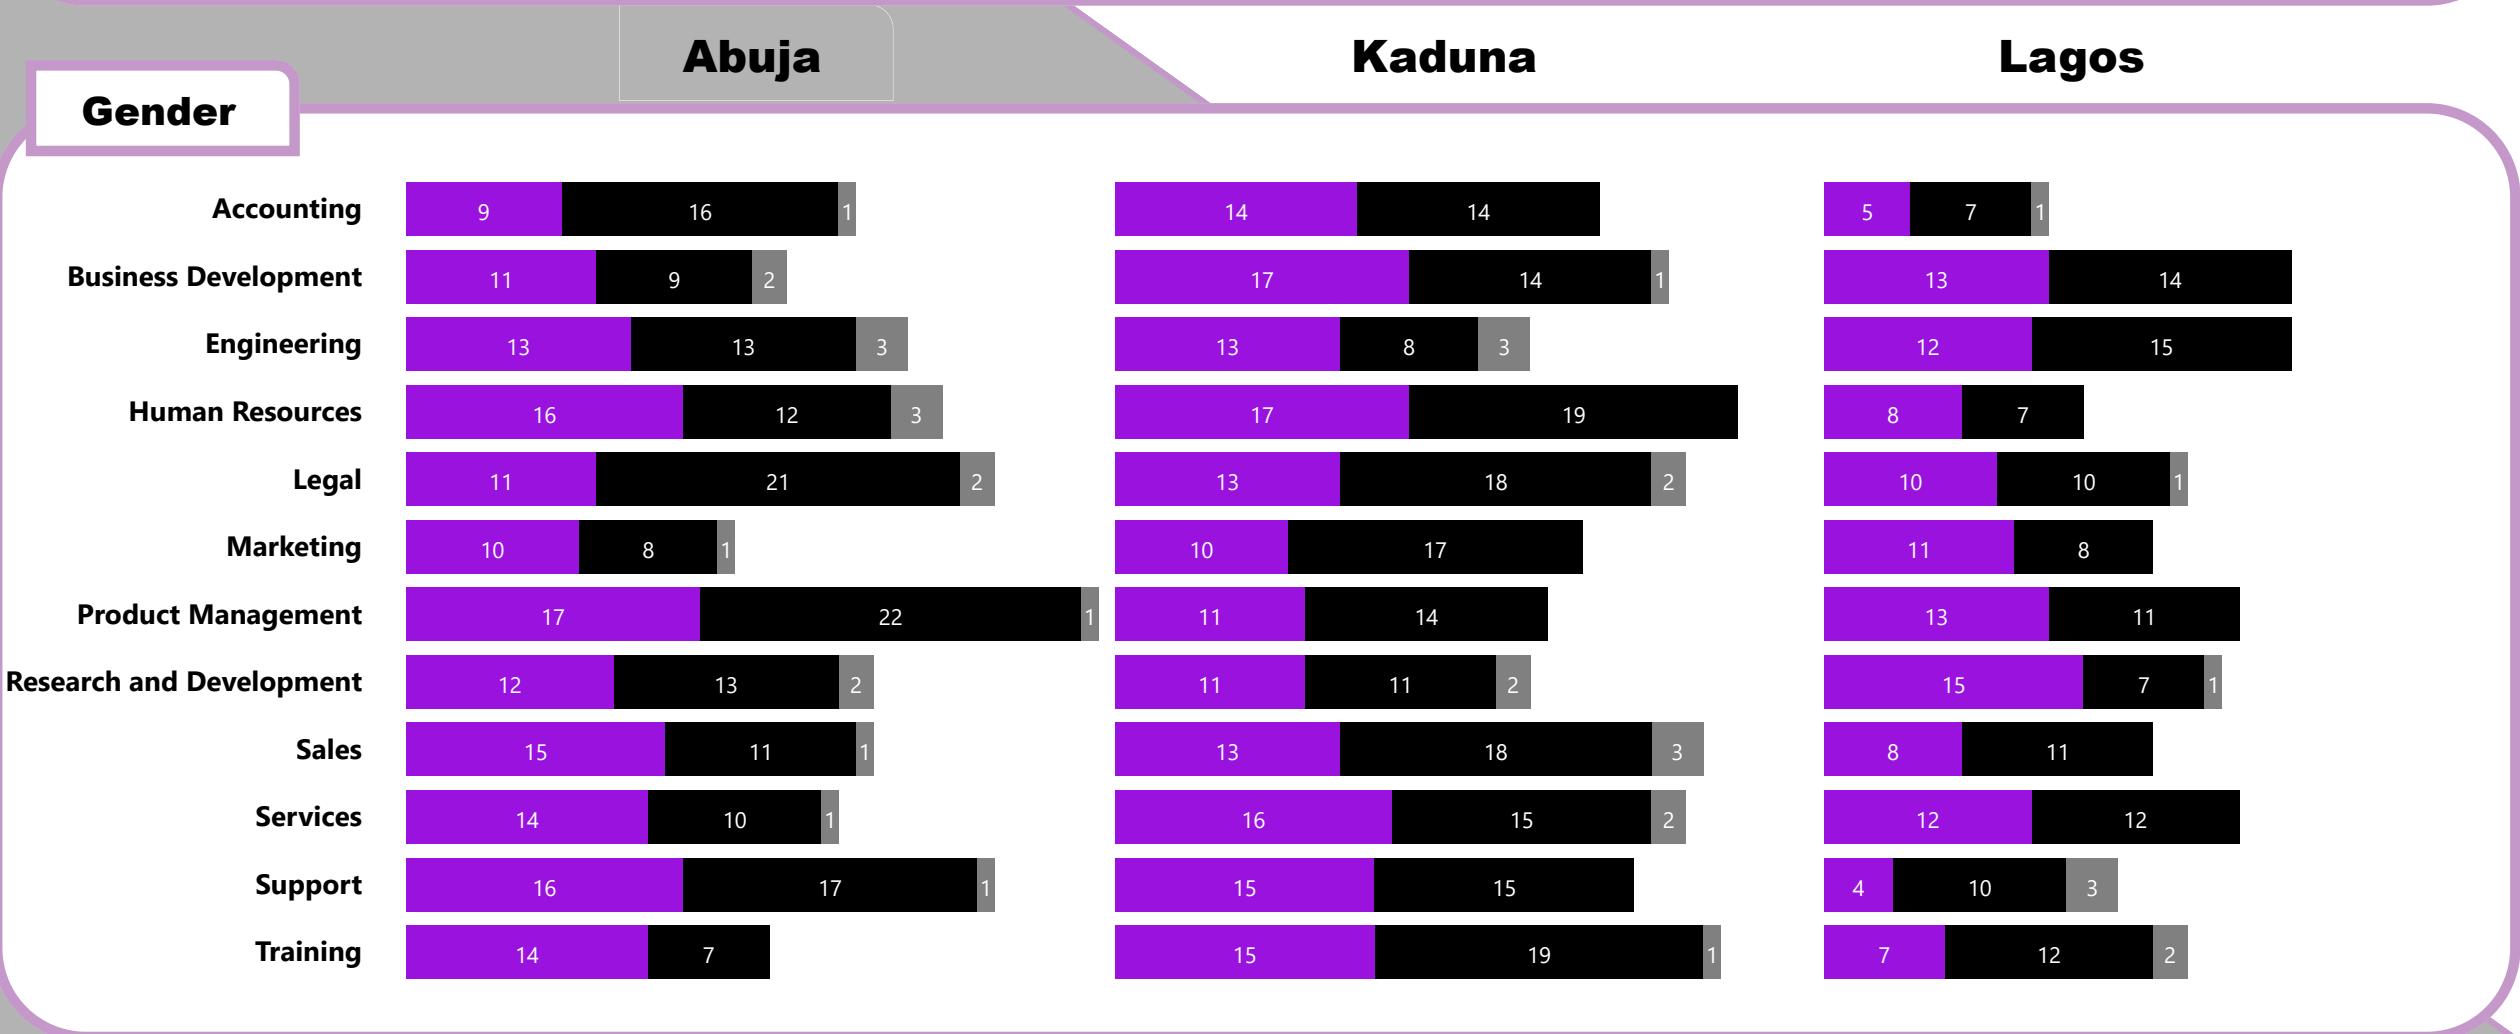 Abuja Kaduna Lagos
Gender
Accounting 9 16 1 14 14 5 7 1
Business Development 11 9 2 17 14 1 13 14
Engineering 13 13 3 13 8 3 12 15
Human Resources 16 12 3 17 19 8 7
Legal 11 21 2 13 18 2 10 10 1
Marketing 10 8 1 10 17 11 8
Product Management 17 22 1 11 14 13 11
Research and Development 12 13 2 11 11 2 15 7 1
Sales 15 11 1 13 18 3 8 11
Services 14 10 1 16 15 2 12 12
Support 16 17 1 15 15 4 10 3
Training 14 7 15 19 1 7 12 2